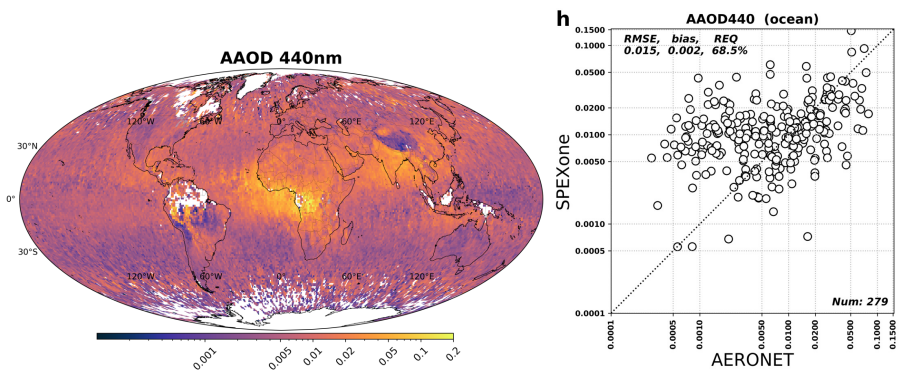 AAOD 440nm
120°W 60°W 0° 60°E 120°E
30°N
0°
30°S
120°W 60°W 0° 60°E 120°E
0.001 0.005 0.01 0.02 0.05 0.1 0.2
h
AAOD440 (ocean)
RMSE, bias, REQ
0.015, 0.002, 68.5%
0.1500
0.1000
0.0500
0.0200
0.0100
0.0050
0.0010
0.0005
0.0001
SPEXone
Num: 279
0.0001 0.0005 0.0010 0.0050 0.0100 0.0200 0.0500 0.1000 0.1500
AERONET